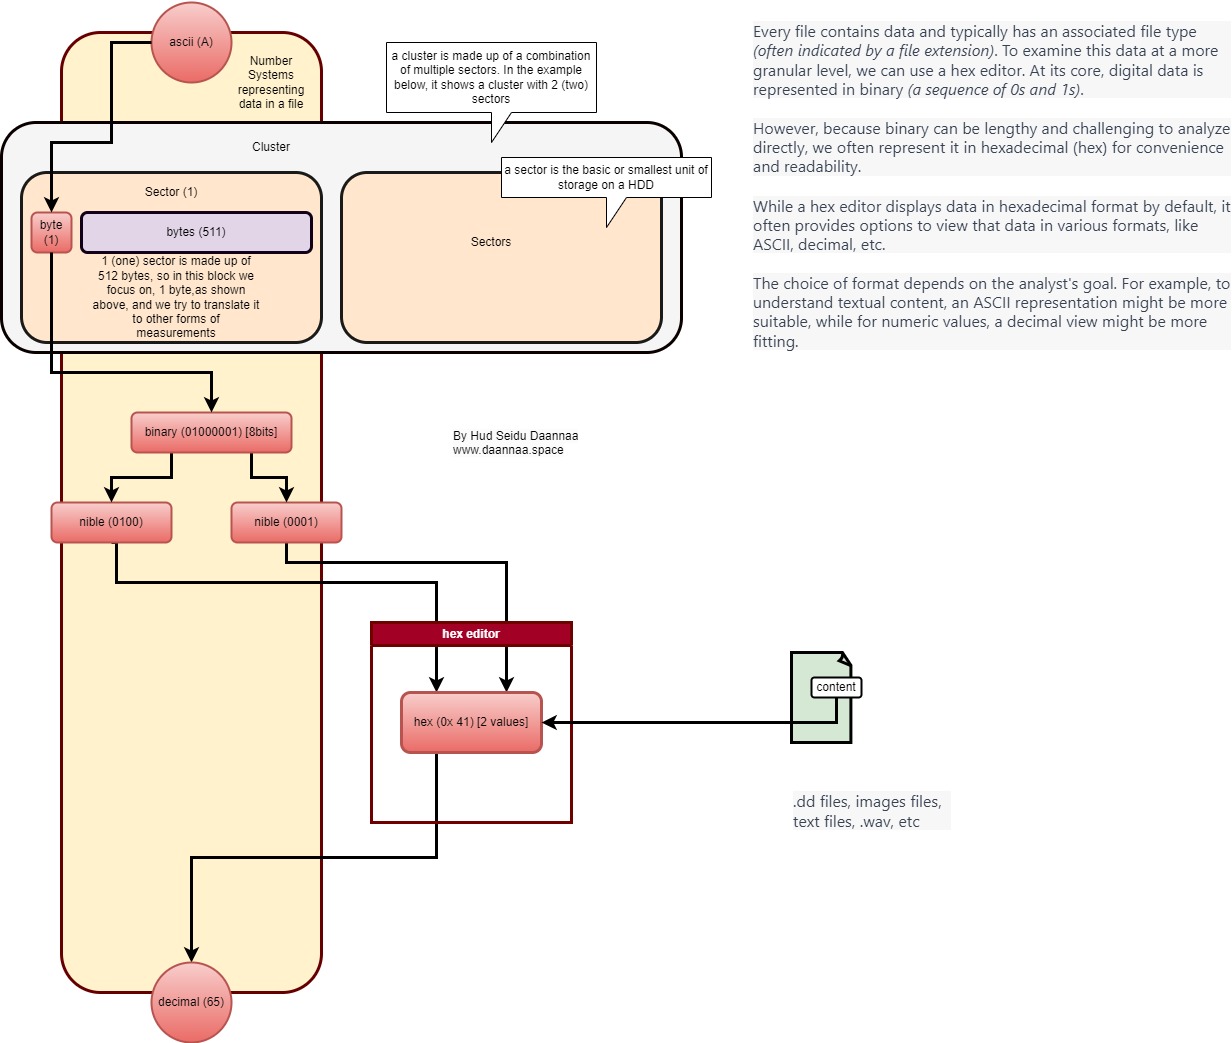 ascii (A)
Number
Systems
representing
data in a file
a cluster is made up of a combination
of multiple sectors. In the example
below, it shows a cluster with 2 (two)
sectors
Cluster
a sector is the basic or smallest unit of
storage on a HDD
Sector (1)
byte
(1)
bytes (511)
1 (one) sector is made up of
512 bytes, so in this block we
focus on, 1 byte,as shown
above, and we try to translate it
to other forms of
measurements
Sectors
Every file contains data and typically has an associated file type
(often indicated by a file extension). To examine this data at a more
granular level, we can use a hex editor. At its core, digital data is
represented in binary (a sequence of 0s and 1s).
However, because binary can be lengthy and challenging to analyze
directly, we often represent it in hexadecimal (hex) for convenience
and readability.
While a hex editor displays data in hexadecimal format by default, it
often provides options to view that data in various formats, like
ASCII, decimal, etc.
The choice of format depends on the analyst's goal. For example, to
understand textual content, an ASCII representation might be more
suitable, while for numeric values, a decimal view might be more
fitting.
binary (01000001) [8bits]
By Hud Seidu Daannaa
www.daannaa.space
nible (0100)
nible (0001)
hex editor
hex (0x 41) [2 values]
content
.dd files, images files,
text files, .wav, etc
decimal (65)